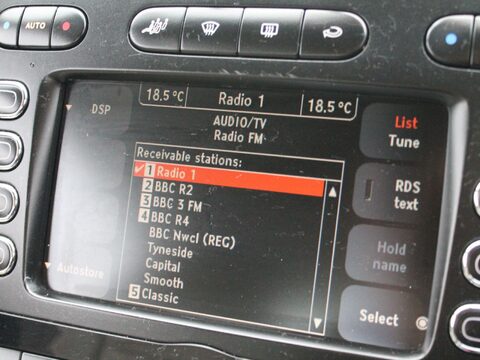 AUTO
18.5 °C
Radio 1
18.5 °C
DSP
AUDIO/TV
Radio FM
List
Tune
Receivable stations:
1 Radio 1
2 BBC R2
3 BBC 3 FM
4 BBC R4
BBC Nwcl (REG)
Tyneside
Capital
Smooth
5 Classic
RDS
text
Hold
name
Autostore
Select